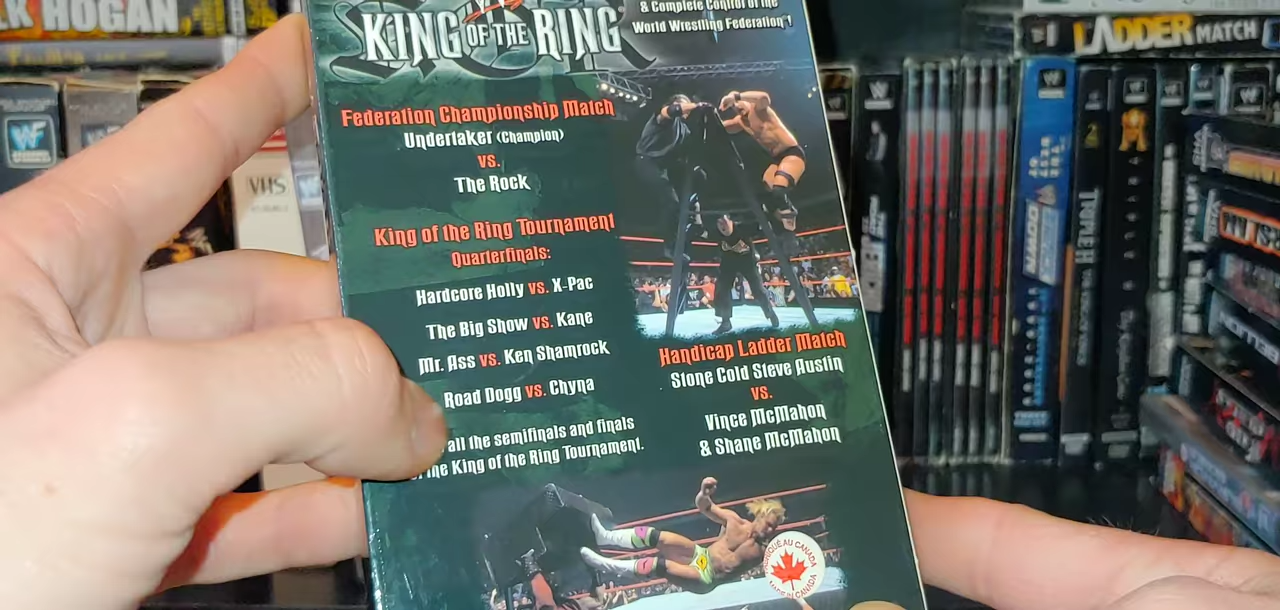 K HOGAN
KING OF THE RING
& Complete Control of the
World Wrestling Federation!
Federation Championship Match
Undertaker (Champion)
vs.
The Rock
King of the Ring Tournament
Quarterfinals:
Hardcore Holly vs. X-Pac
The Big Show vs. Kane
Mr. Ass vs. Ken Shamrock
Road Dogg vs. Chyna
all the semifinals and finals
the King of the Ring Tournament.
Handicap Ladder Match
Stone Cold Steve Austin
vs.
Vince McMahon
& Shane McMahon
AU CANADA
CANADA
VHS
LADDER MATCH
TRIPLE H